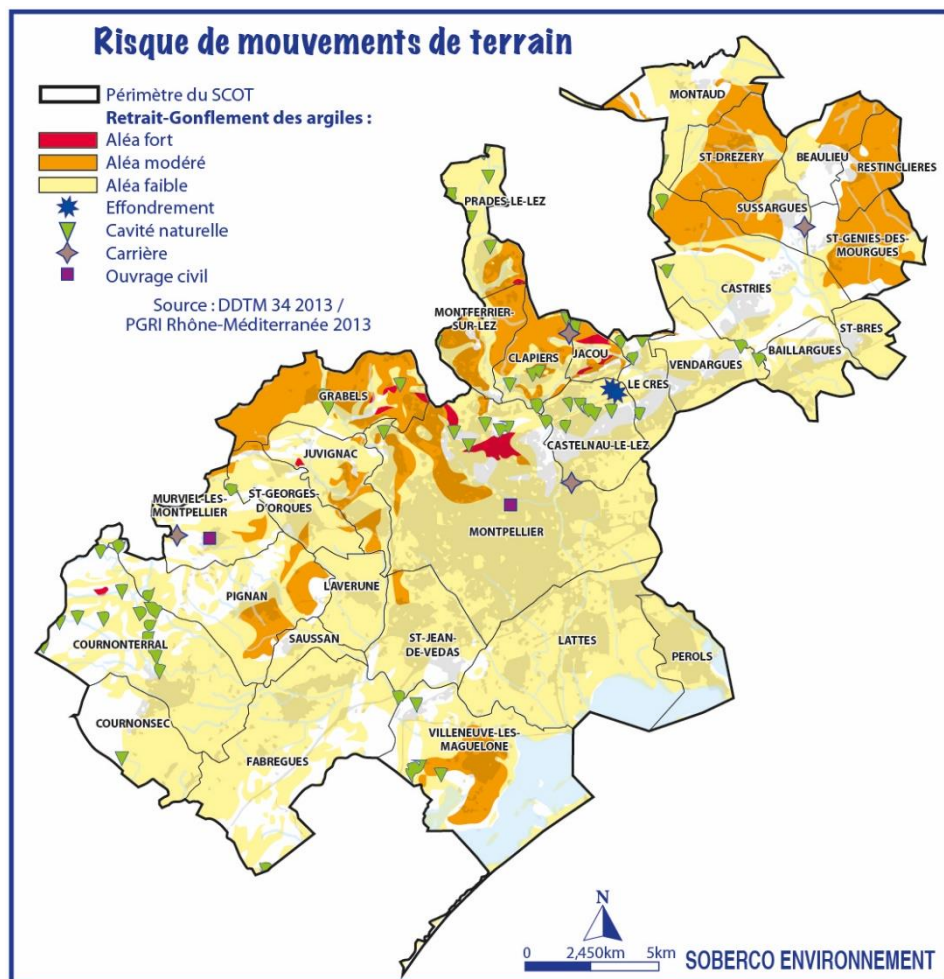 Risque de mouvements de terrain
Périmètre du SCOT
Retrait-Gonflement des argiles :
Aléa fort
Aléa modéré
Aléa faible
Effondrement
Cavité naturelle
Carrière
Ouvrage civil
Source : DDTM 34 2013 /
PGRI Rhône-Méditerranée 2013
MONTAUD
ST-DREZERY
BEAULIEU
RESTINCLIERES
SUSSARGUES
ST-GENIES-DES-
MOURGUES
PRADES-LE-LEZ
CASTRIES
MONTFERRIER-
SUR-LEZ
ST-BRES
CLAPIERS
JACOU
VENDARGUES
BAILLARGUES
LE CRES
GRABELS
CASTELNAU-LE-LEZ
JUVIGNAC
MURVIEL-LES-
MONTPELLIER
ST-GEORGES-
D'ORQUES
MONTPELLIER
PIGNAN
LAVERUNE
COURNONTERRAL
SAUSSAN
ST-JEAN-
DE-VEDAS
LATTES
PEROLS
COURNONSEC
FABREGUES
VILLENEUVE-LES-
MAGUELONE
N
0 2,450km 5km
SOBERCO ENVIRONNEMENT